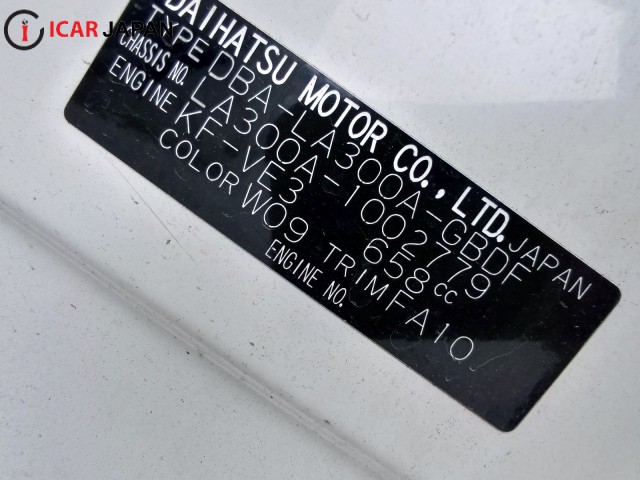 ICAR JAPAN
DAIHATSU MOTOR CO., LTD. JAPAN
TYPE DBA-LA300A-GBDF
CHASSIS NO. LA300A-1002779
ENGINE KF-VE3 658cc
COLOR W09 TRIM FA10
ENGINE NO.